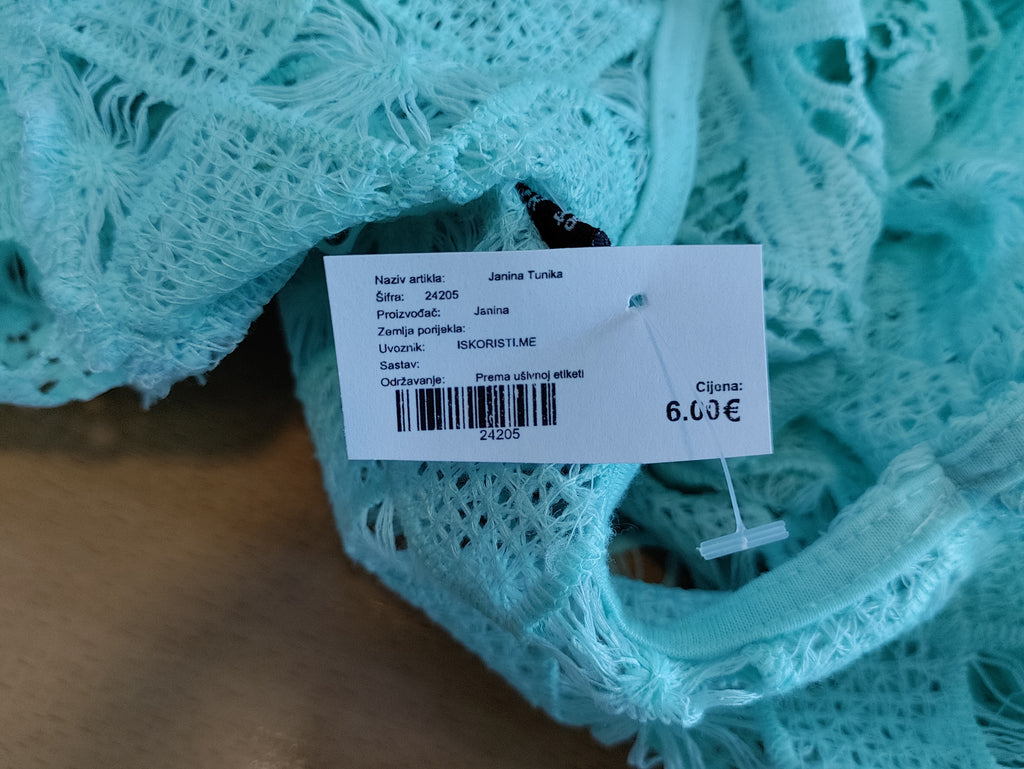 Naziv artikla: Janina Tunika
Šifra: 24205
Proizvođač: Janina
Zemlja porijekla:
Uvoznik: ISKORISTI.ME
Sastav:
Održavanje: Prema ušivnoj etiketi
24205
Cijena:
6.00€